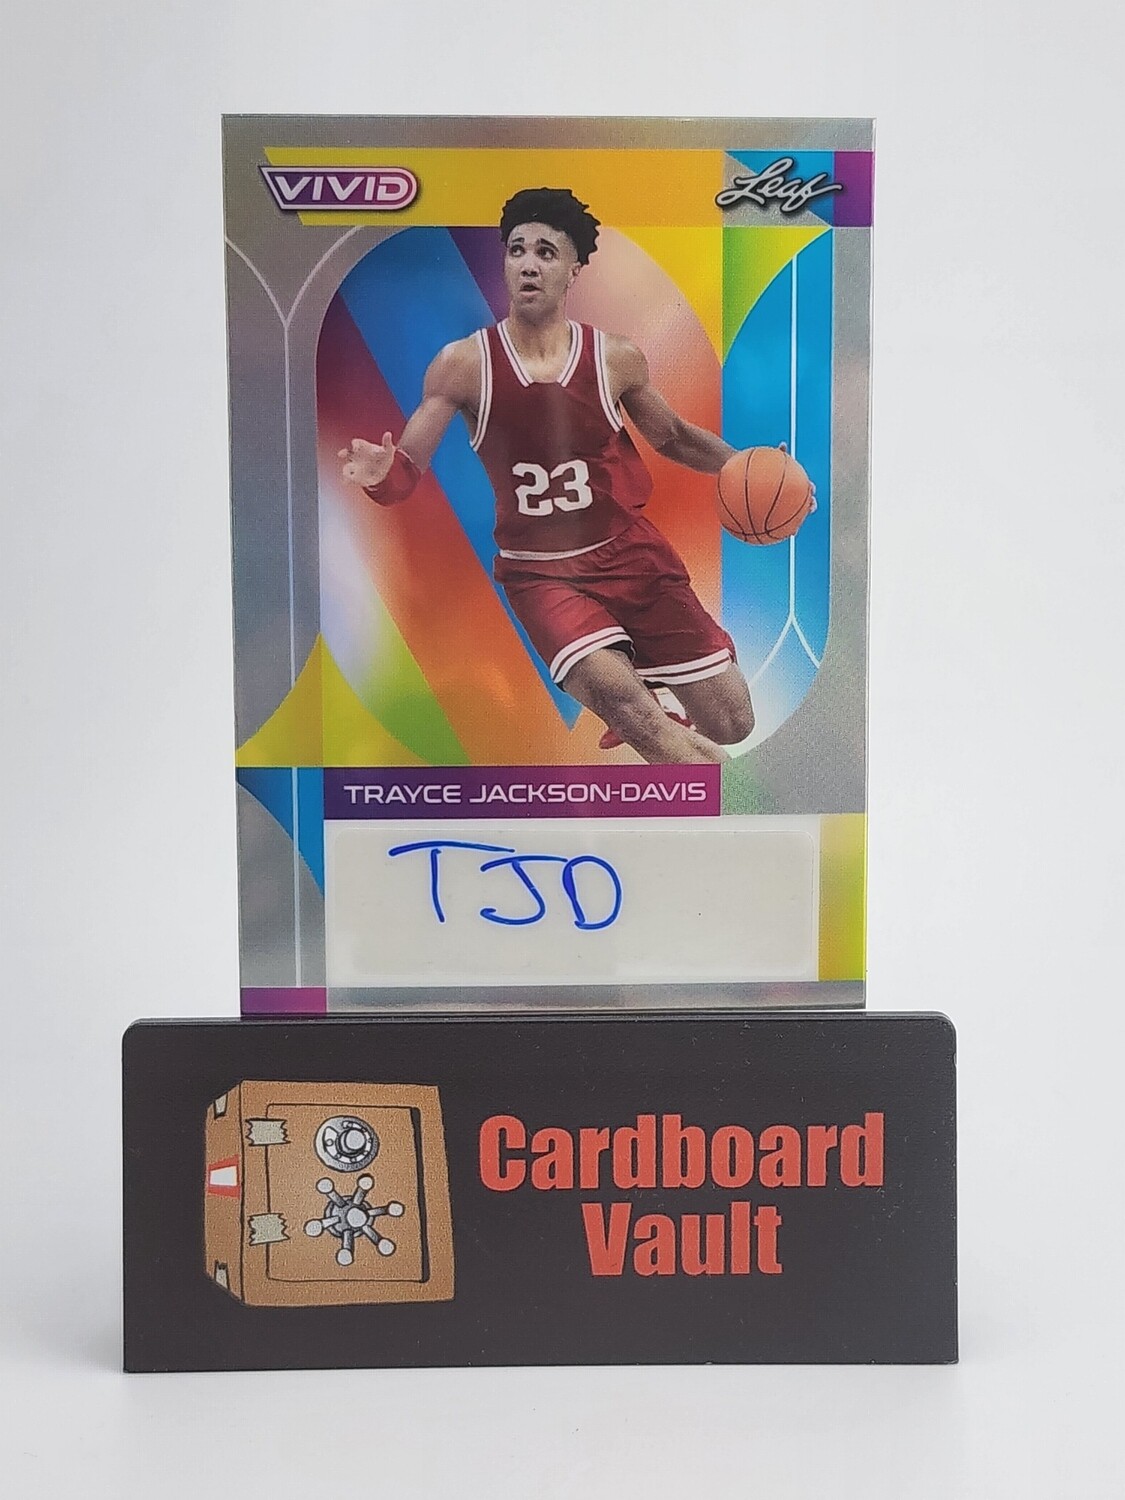 VIVID
Leaf
23
TRAYCE JACKSON-DAVIS
TJD
Cardboard
Vault